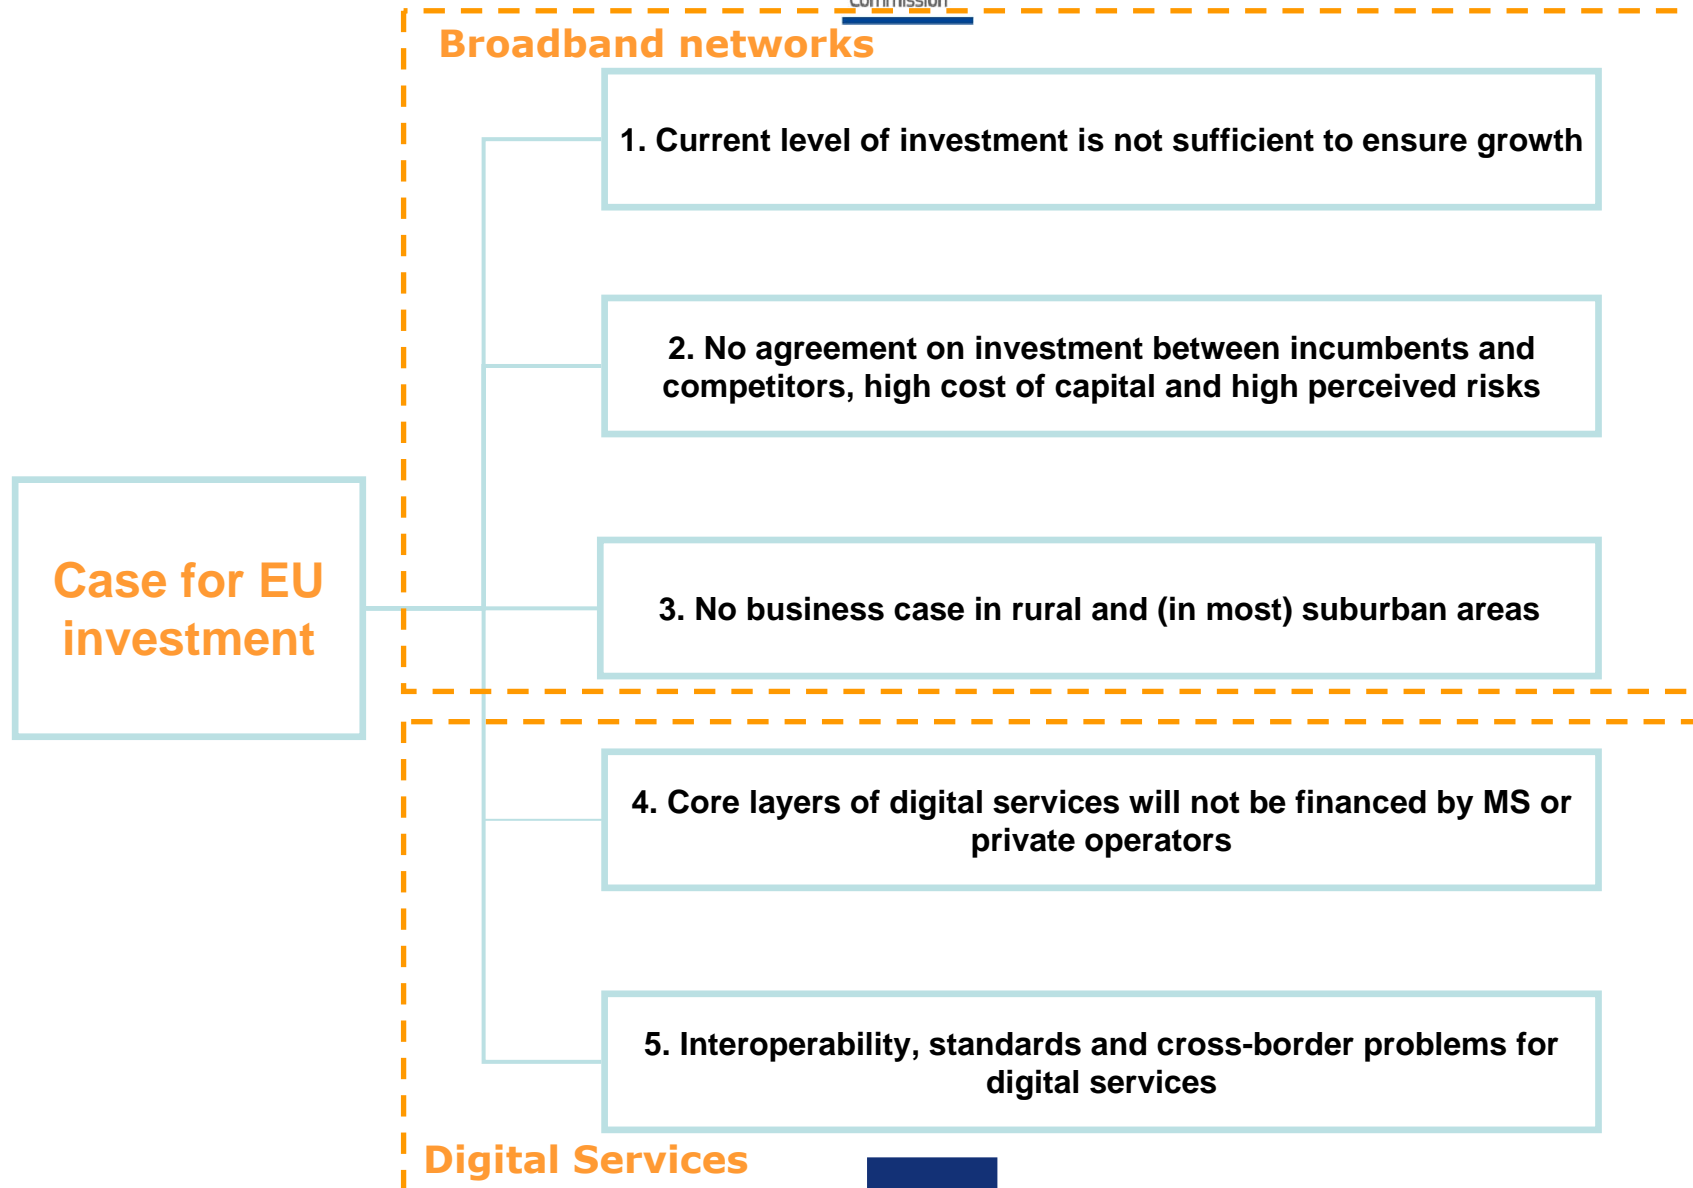 Commission
Broadband networks
1. Current level of investment is not sufficient to ensure growth
2. No agreement on investment between incumbents and
competitors, high cost of capital and high perceived risks
Case for EU
investment
3. No business case in rural and (in most) suburban areas
4. Core layers of digital services will not be financed by MS or
private operators
5. Interoperability, standards and cross-border problems for
digital services
Digital Services